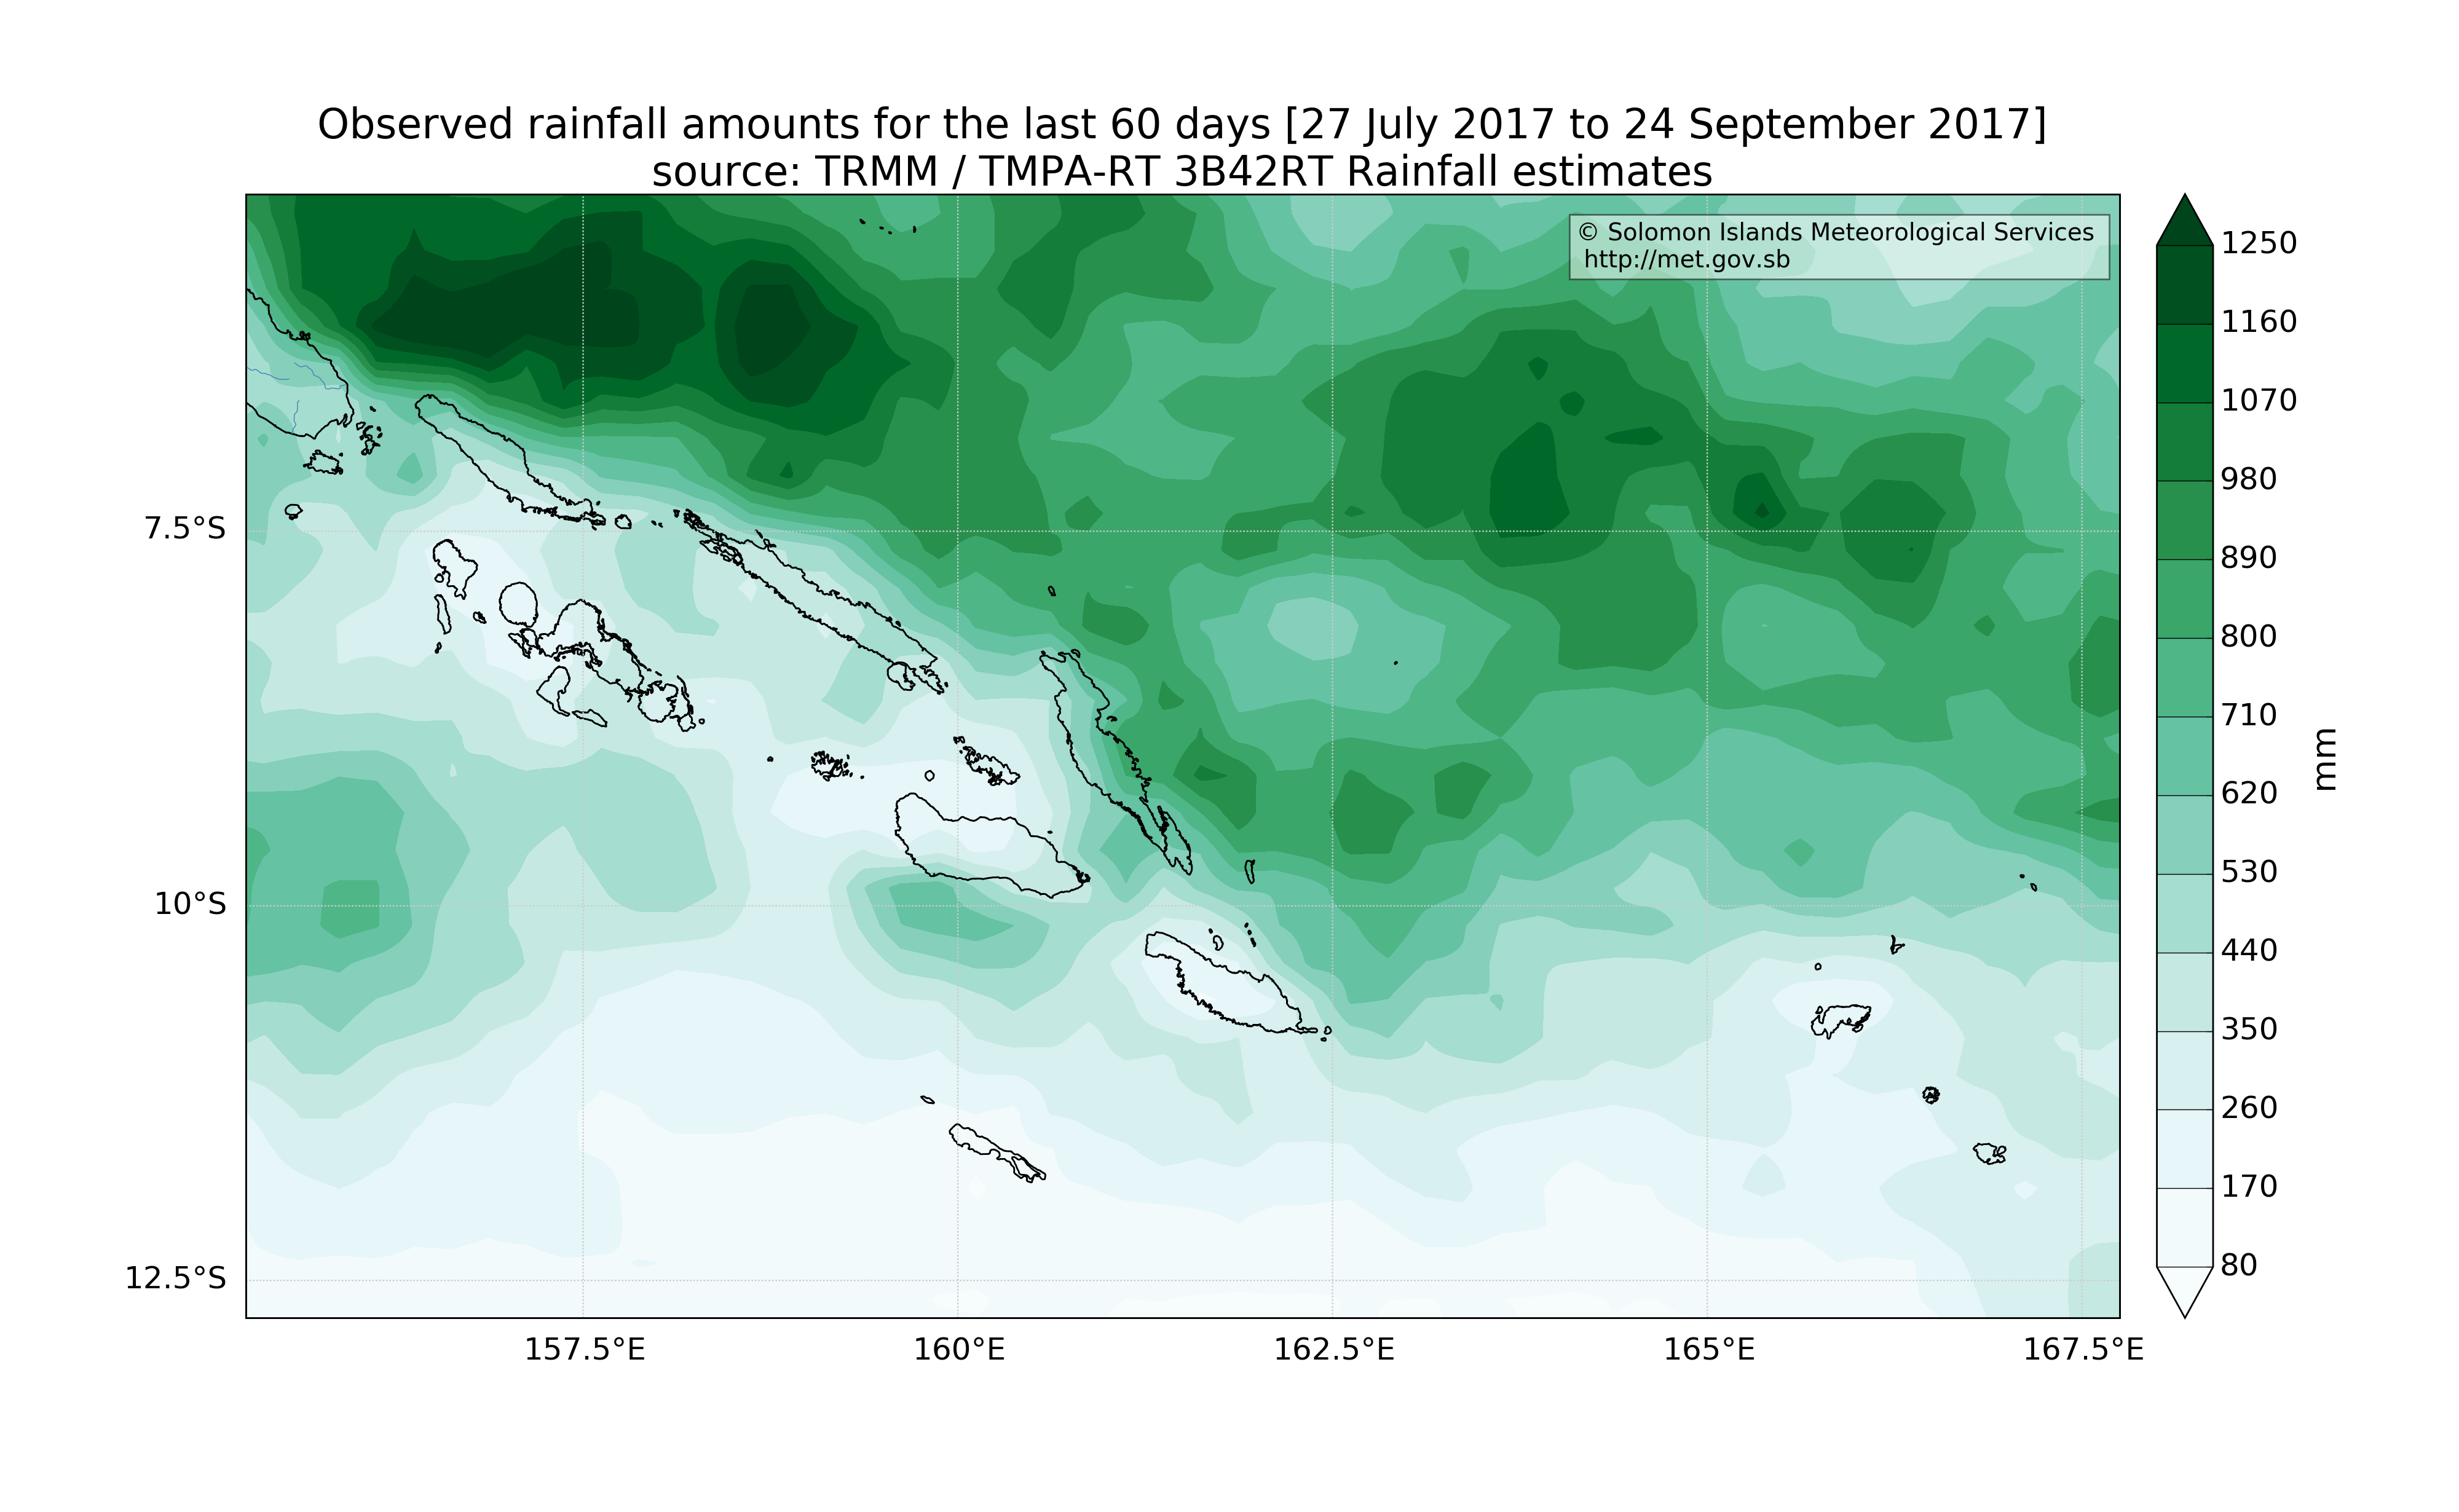 Observed rainfall amounts for the last 60 days [27 July 2017 to 24 September 2017]
source: TRMM / TMPA-RT 3B42RT Rainfall estimates
© Solomon Islands Meteorological Services
http://met.gov.sb
7.5°S
10°S
12.5°S
157.5°E
160°E
162.5°E
165°E
167.5°E
1250
1160
1070
980
890
800
710
620
530
440
350
260
170
80
mm